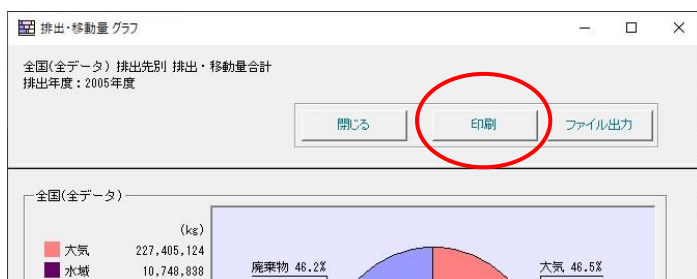 排出・移動量 グラフ
全国(全データ) 排出先別 排出・移動量合計
排出年度：2005年度
閉じる 印刷 ファイル出力
全国(全データ)
(kg)
大気 227,405,124
水域 10,748,838
廃棄物 46.2%
大気 46.5%